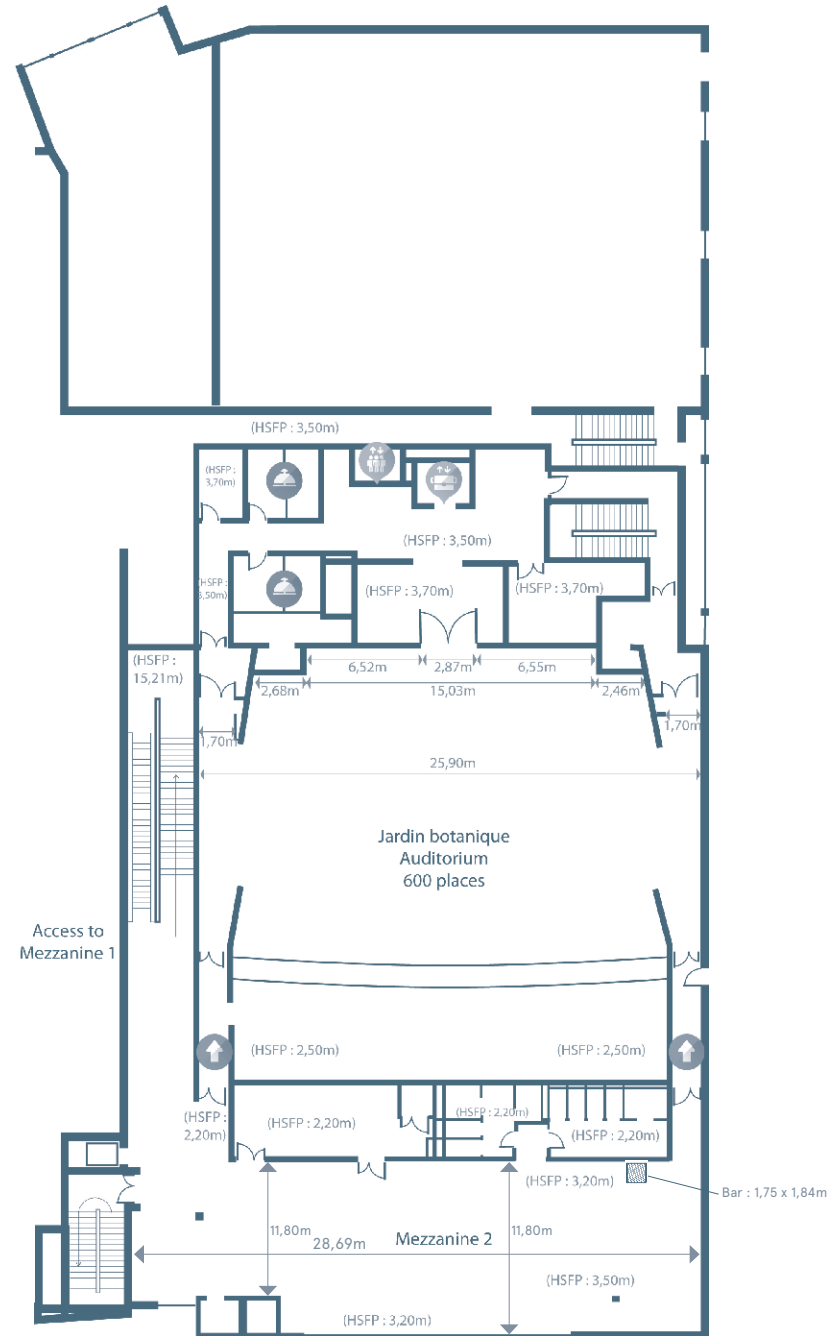 (HSFP : 3,50m)
(HSFP :
3,70m)
(HSFP : 3,50m)
(HSFP :
3,50m)
(HSFP : 3,70m)
(HSFP : 3,70m)
(HSFP :
15,21m)
6,52m
2,87m
6,55m
2,68m
15,03m
2,46m
1,70m
1,70m
25,90m
Jardin botanique
Auditorium
600 places
Access to
Mezzanine 1
(HSFP : 2,50m)
(HSFP : 2,50m)
(HSFP :
2,20m)
(HSFP : 2,20m)
(HSFP : 2,20m)
(HSFP : 2,20m)
(HSFP : 3,20m)
Bar : 1,75 x 1,84m
11,80m
28,69m
Mezzanine 2
11,80m
(HSFP : 3,50m)
(HSFP : 3,20m)